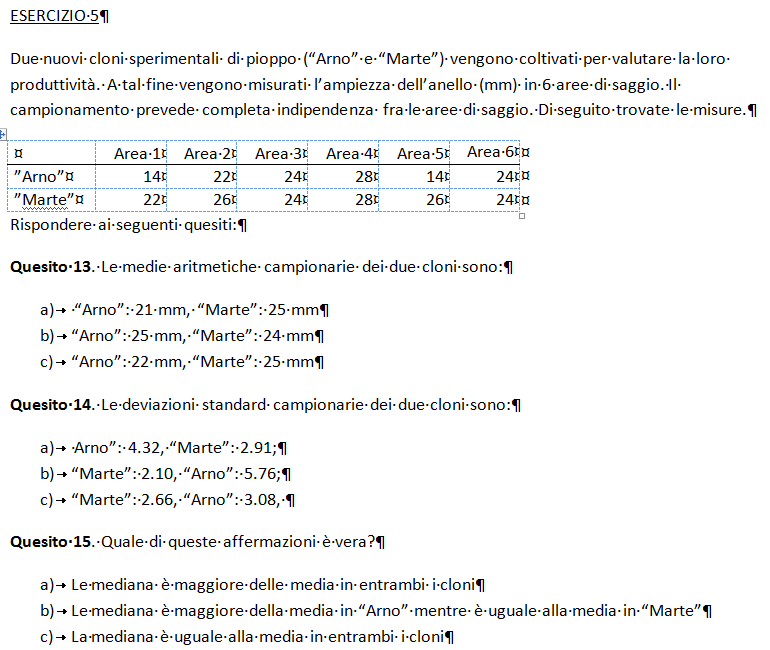 ESERCIZIO 5¶
Due nuovi cloni sperimentali di pioppo (“Arno” e “Marte”) vengono coltivati per valutare la loro
produttività. A tal fine vengono misurati l’ampiezza dell’anello (mm) in 6 aree di saggio. Il
campionamento prevede completa indipendenza fra le aree di saggio. Di seguito trovate le misure.¶
¤ Area 1¤ Area 2¤ Area 3¤ Area 4¤ Area 5¤ Area 6¤¤
”Arno”¤ 14¤ 22¤ 24¤ 28¤ 14¤ 24¤¤
”Marte”¤ 22¤ 26¤ 24¤ 28¤ 26¤ 24¤¤
Rispondere ai seguenti quesiti:¶
Quesito 13. Le medie aritmetiche campionarie dei due cloni sono:¶
a)→ “Arno”: 21 mm, “Marte”: 25 mm¶
b)→ “Arno”: 25 mm, “Marte”: 24 mm¶
c)→ “Arno”: 22 mm, “Marte”: 25 mm¶
Quesito 14. Le deviazioni standard campionarie dei due cloni sono:¶
a)→ Arno”: 4.32, “Marte”: 2.91;¶
b)→ “Marte”: 2.10, “Arno”: 5.76;¶
c)→ “Marte”: 2.66, “Arno”: 3.08, ¶
Quesito 15. Quale di queste affermazioni è vera?¶
a)→ Le mediana è maggiore delle media in entrambi i cloni¶
b)→ Le mediana è maggiore della media in “Arno” mentre è uguale alla media in “Marte”¶
c)→ La mediana è uguale alla media in entrambi i cloni¶